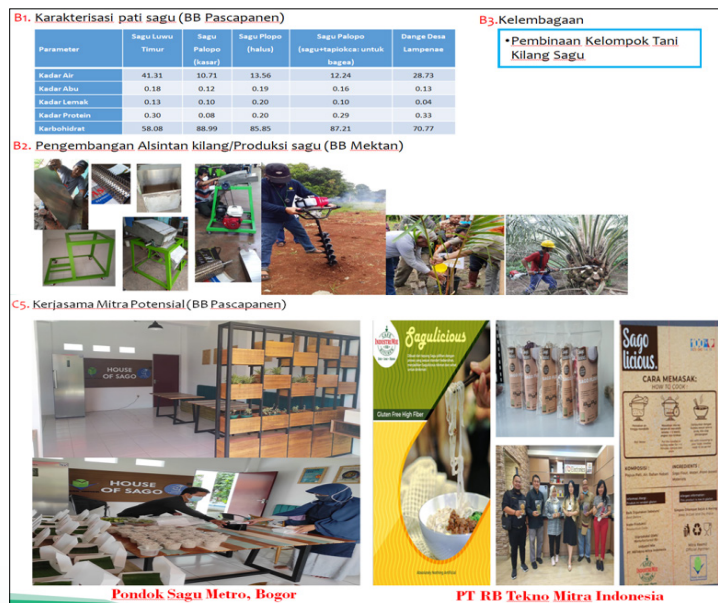 B1. Karakterisasi pati sagu (BB Pascapanen)
Parameter
Sagu Luwu Timur
Sagu Palopo (kasar)
Sagu Plopo (halus)
Sagu Palopo (sagu+tapioka: untuk bagea)
Dange Desa Lampenae
Kadar Air 41.31 10.71 13.56 12.24 28.73
Kadar Abu 0.18 0.12 0.19 0.16 0.13
Kadar Lemak 0.13 0.10 0.20 0.10 0.04
Kadar Protein 0.30 0.08 0.20 0.29 0,33
Karbohidrat 58.08 88.99 85.85 87.21 70.77
B3.Kelembagaan
•Pembinaan Kelompok Tani
Kilang Sagu
B2. Pengembangan Alsintan kilang/Produksi sagu (BB Mektan)
C5. Kerjasama Mitra Potensial(BB Pascapanen)
HOUSE
OF SAGO
HOUSE
OF SAGO
Pondok Sagu Metro, Bogor
Sagulicious
Gluten Free High Fiber
Sago
licious.
CARA MEMASAK:
HOW TO COOK :
KOMPOSISI :
INGREDIENTS :
PT RB Tekno Mitra Indonesia